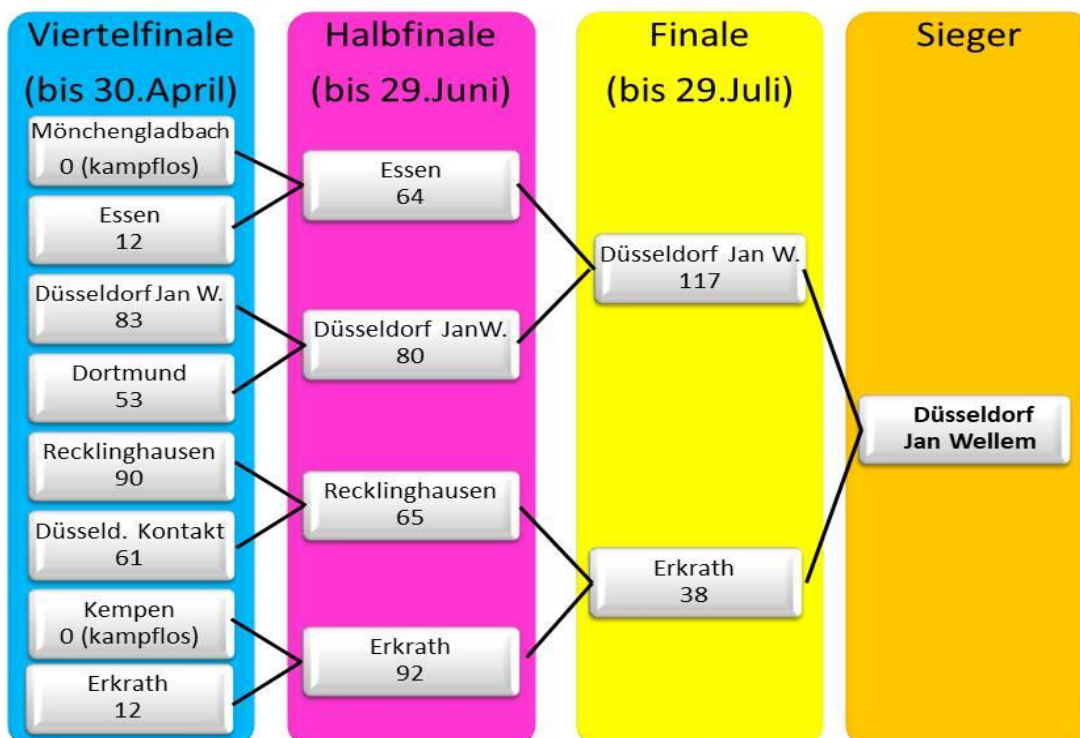 Viertelfinale
(bis 30.April)
Mönchengladbach
0 (kampflos)
Essen
12
Düsseldorf Jan W.
83
Dortmund
53
Recklinghausen
90
Düsseld. Kontakt
61
Kempen
0 (kampflos)
Erkrath
12
Halbfinale
(bis 29.Juni)
Essen
64
Düsseldorf JanW.
80
Recklinghausen
65
Erkrath
92
Finale
(bis 29.Juli)
Düsseldorf Jan W.
117
Erkrath
38
Sieger
Düsseldorf
Jan Wellem